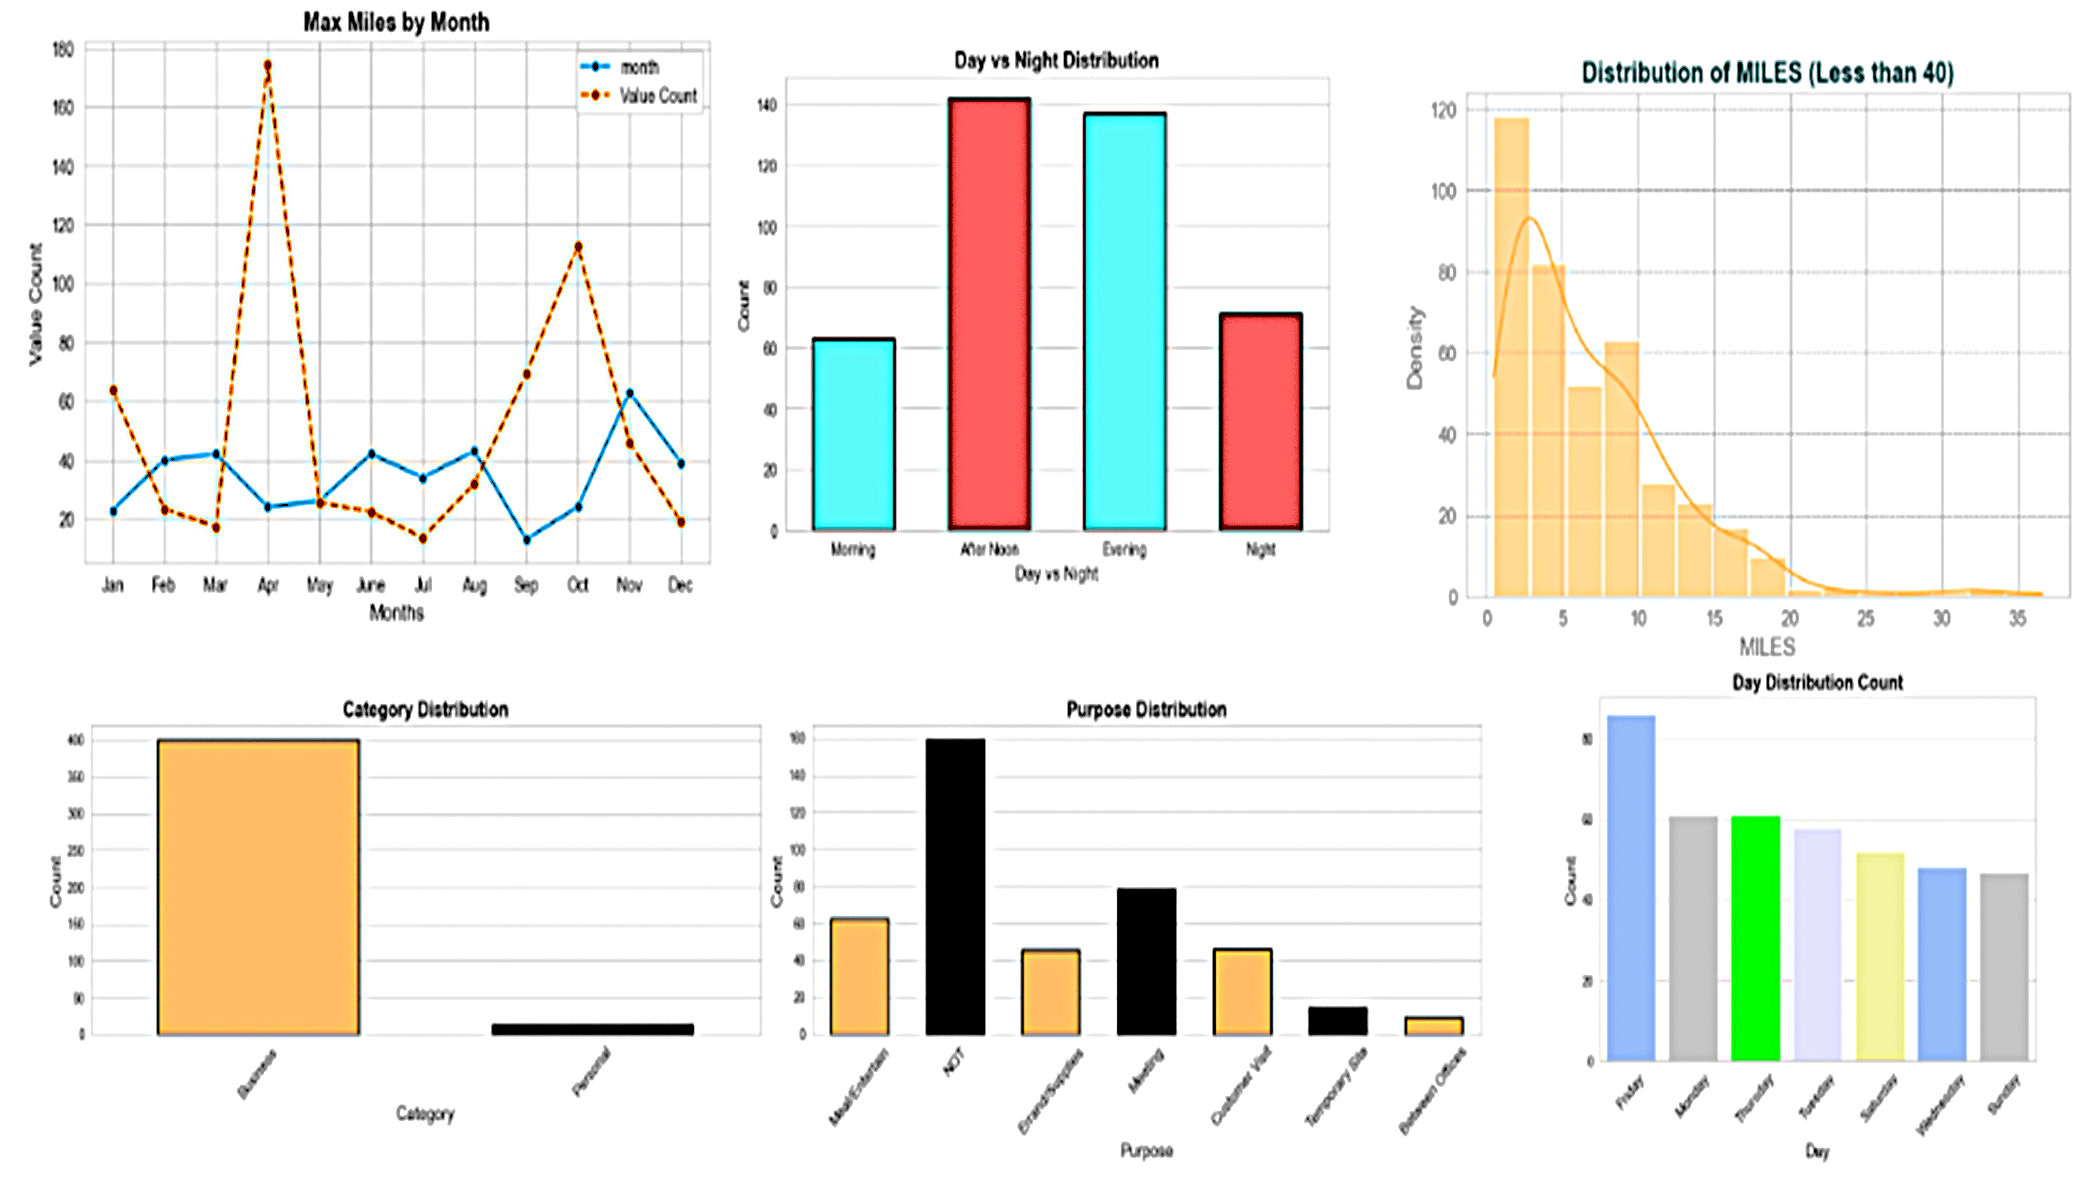 Max Miles by Month
180
160
140
120
100
80
60
40
20
Value Count
month
Value Count
Jan Feb Mar Apr May June Jul Aug Sep Oct Nov Dec
Months
Day vs Night Distribution
140
120
100
80
60
40
20
0
Count
Morning After Noon Evening Night
Day vs Night
Distribution of MILES (Less than 40)
120
100
80
60
40
20
0
Density
0 5 10 15 20 25 30 35
MILES
Category Distribution
400
350
300
250
200
150
100
50
0
Count
Business Personal
Category
Purpose Distribution
160
140
120
100
80
60
40
20
0
Count
Meal/Entertain NOT Errand/Supplies Meeting Customer Visit Temporary Site Between Offices
Purpose
Day Distribution Count
80
60
40
20
0
Count
Friday Monday Thursday Tuesday Saturday Wednesday Sunday
Day